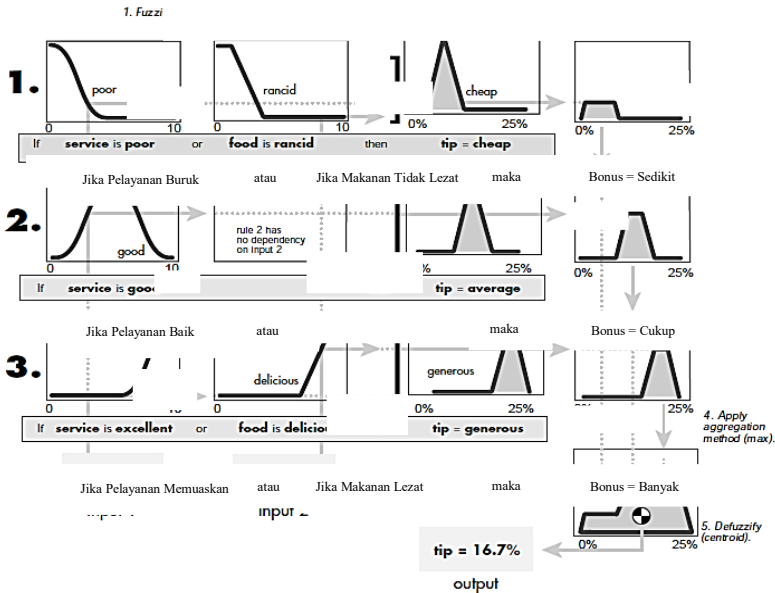 1. Fuzzi
1.
poor
0
10
rancid
0
10
cheap
0%
25%
0%
25%
If service is poor or food is rancid then tip = cheap
Jika Pelayanan Buruk atau Jika Makanan Tidak Lezat maka Bonus = Sedikit
2.
good
0
10
rule 2 has
no dependency
on input 2
25%
0%
25%
If service is good
tip = average
Jika Pelayanan Baik atau maka Bonus = Cukup
3.
0
delicious
0
generous
0%
25%
25%
If service is excellent or food is deliciou
tip = generous
4. Apply
aggregation
method (max).
Jika Pelayanan Memuaskan atau Jika Makanan Lezat maka Bonus = Banyak
input 2
0%
25%
5. Defuzzify
(centroid).
tip = 16.7%
output